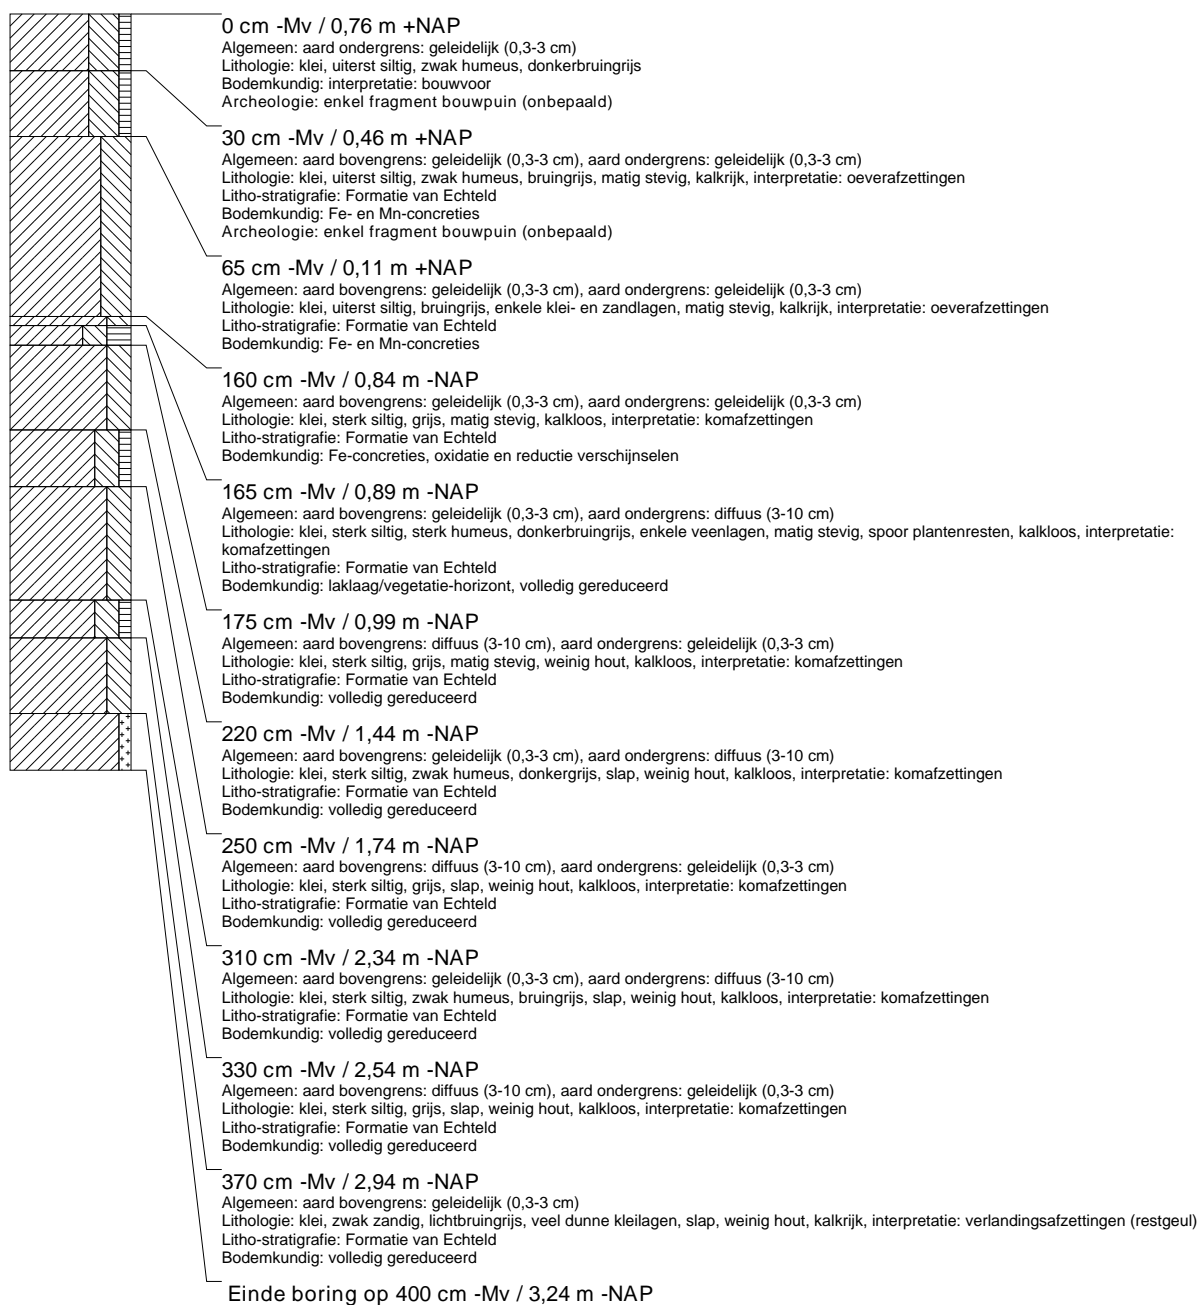 0 cm -Mv / 0,76 m +NAP
Algemeen: aard ondergrens: geleidelijk (0,3-3 cm)
Lithologie: klei, uiterst siltig, zwak humeus, donkerbruingrijs
Bodemkundig: interpretatie: bouwvoor
Archeologie: enkel fragment bouwpuin (onbepaald)
30 cm -Mv / 0,46 m +NAP
Algemeen: aard bovengrens: geleidelijk (0,3-3 cm), aard ondergrens: geleidelijk (0,3-3 cm)
Lithologie: klei, uiterst siltig, zwak humeus, bruingrijs, matig stevig, kalkrijk, interpretatie: oeverafzettingen
Litho-stratigrafie: Formatie van Echteld
Bodemkundig: Fe- en Mn-concreties
Archeologie: enkel fragment bouwpuin (onbepaald)
65 cm -Mv / 0,11 m +NAP
Algemeen: aard bovengrens: geleidelijk (0,3-3 cm), aard ondergrens: geleidelijk (0,3-3 cm)
Lithologie: klei, uiterst siltig, bruingrijs, enkele klei- en zandlagen, matig stevig, kalkrijk, interpretatie: oeverafzettingen
Litho-stratigrafie: Formatie van Echteld
Bodemkundig: Fe- en Mn-concreties
160 cm -Mv / 0,84 m -NAP
Algemeen: aard bovengrens: geleidelijk (0,3-3 cm), aard ondergrens: geleidelijk (0,3-3 cm)
Lithologie: klei, sterk siltig, grijs, matig stevig, kalkloos, interpretatie: komafzettingen
Litho-stratigrafie: Formatie van Echteld
Bodemkundig: Fe-concreties, oxidatie en reductie verschijnselen
165 cm -Mv / 0,89 m -NAP
Algemeen: aard bovengrens: geleidelijk (0,3-3 cm), aard ondergrens: diffuus (3-10 cm)
Lithologie: klei, sterk siltig, sterk humeus, donkerbruingrijs, enkele veenlagen, matig stevig, spoor plantenresten, kalkloos, interpretatie:
komafzettingen
Litho-stratigrafie: Formatie van Echteld
Bodemkundig: laklaag/vegetatie-horizont, volledig gereduceerd
175 cm -Mv / 0,99 m -NAP
Algemeen: aard bovengrens: diffuus (3-10 cm), aard ondergrens: geleidelijk (0,3-3 cm)
Lithologie: klei, sterk siltig, grijs, matig stevig, weinig hout, kalkloos, interpretatie: komafzettingen
Litho-stratigrafie: Formatie van Echteld
Bodemkundig: volledig gereduceerd
220 cm -Mv / 1,44 m -NAP
Algemeen: aard bovengrens: geleidelijk (0,3-3 cm), aard ondergrens: diffuus (3-10 cm)
Lithologie: klei, sterk siltig, zwak humeus, donkergrijs, slap, weinig hout, kalkloos, interpretatie: komafzettingen
Litho-stratigrafie: Formatie van Echteld
Bodemkundig: volledig gereduceerd
250 cm -Mv / 1,74 m -NAP
Algemeen: aard bovengrens: diffuus (3-10 cm), aard ondergrens: geleidelijk (0,3-3 cm)
Lithologie: klei, sterk siltig, grijs, slap, weinig hout, kalkloos, interpretatie: komafzettingen
Litho-stratigrafie: Formatie van Echteld
Bodemkundig: volledig gereduceerd
310 cm -Mv / 2,34 m -NAP
Algemeen: aard bovengrens: geleidelijk (0,3-3 cm), aard ondergrens: diffuus (3-10 cm)
Lithologie: klei, sterk siltig, zwak humeus, bruingrijs, slap, weinig hout, kalkloos, interpretatie: komafzettingen
Litho-stratigrafie: Formatie van Echteld
Bodemkundig: volledig gereduceerd
330 cm -Mv / 2,54 m -NAP
Algemeen: aard bovengrens: diffuus (3-10 cm), aard ondergrens: geleidelijk (0,3-3 cm)
Lithologie: klei, sterk siltig, grijs, slap, weinig hout, kalkloos, interpretatie: komafzettingen
Litho-stratigrafie: Formatie van Echteld
Bodemkundig: volledig gereduceerd
370 cm -Mv / 2,94 m -NAP
Algemeen: aard bovengrens: geleidelijk (0,3-3 cm)
Lithologie: klei, zwak zandig, lichtbruingrijs, veel dunne kleilagen, slap, weinig hout, kalkrijk, interpretatie: verlandingsafzettingen (restgeul)
Litho-stratigrafie: Formatie van Echteld
Bodemkundig: volledig gereduceerd
Einde boring op 400 cm -Mv / 3,24 m -NAP